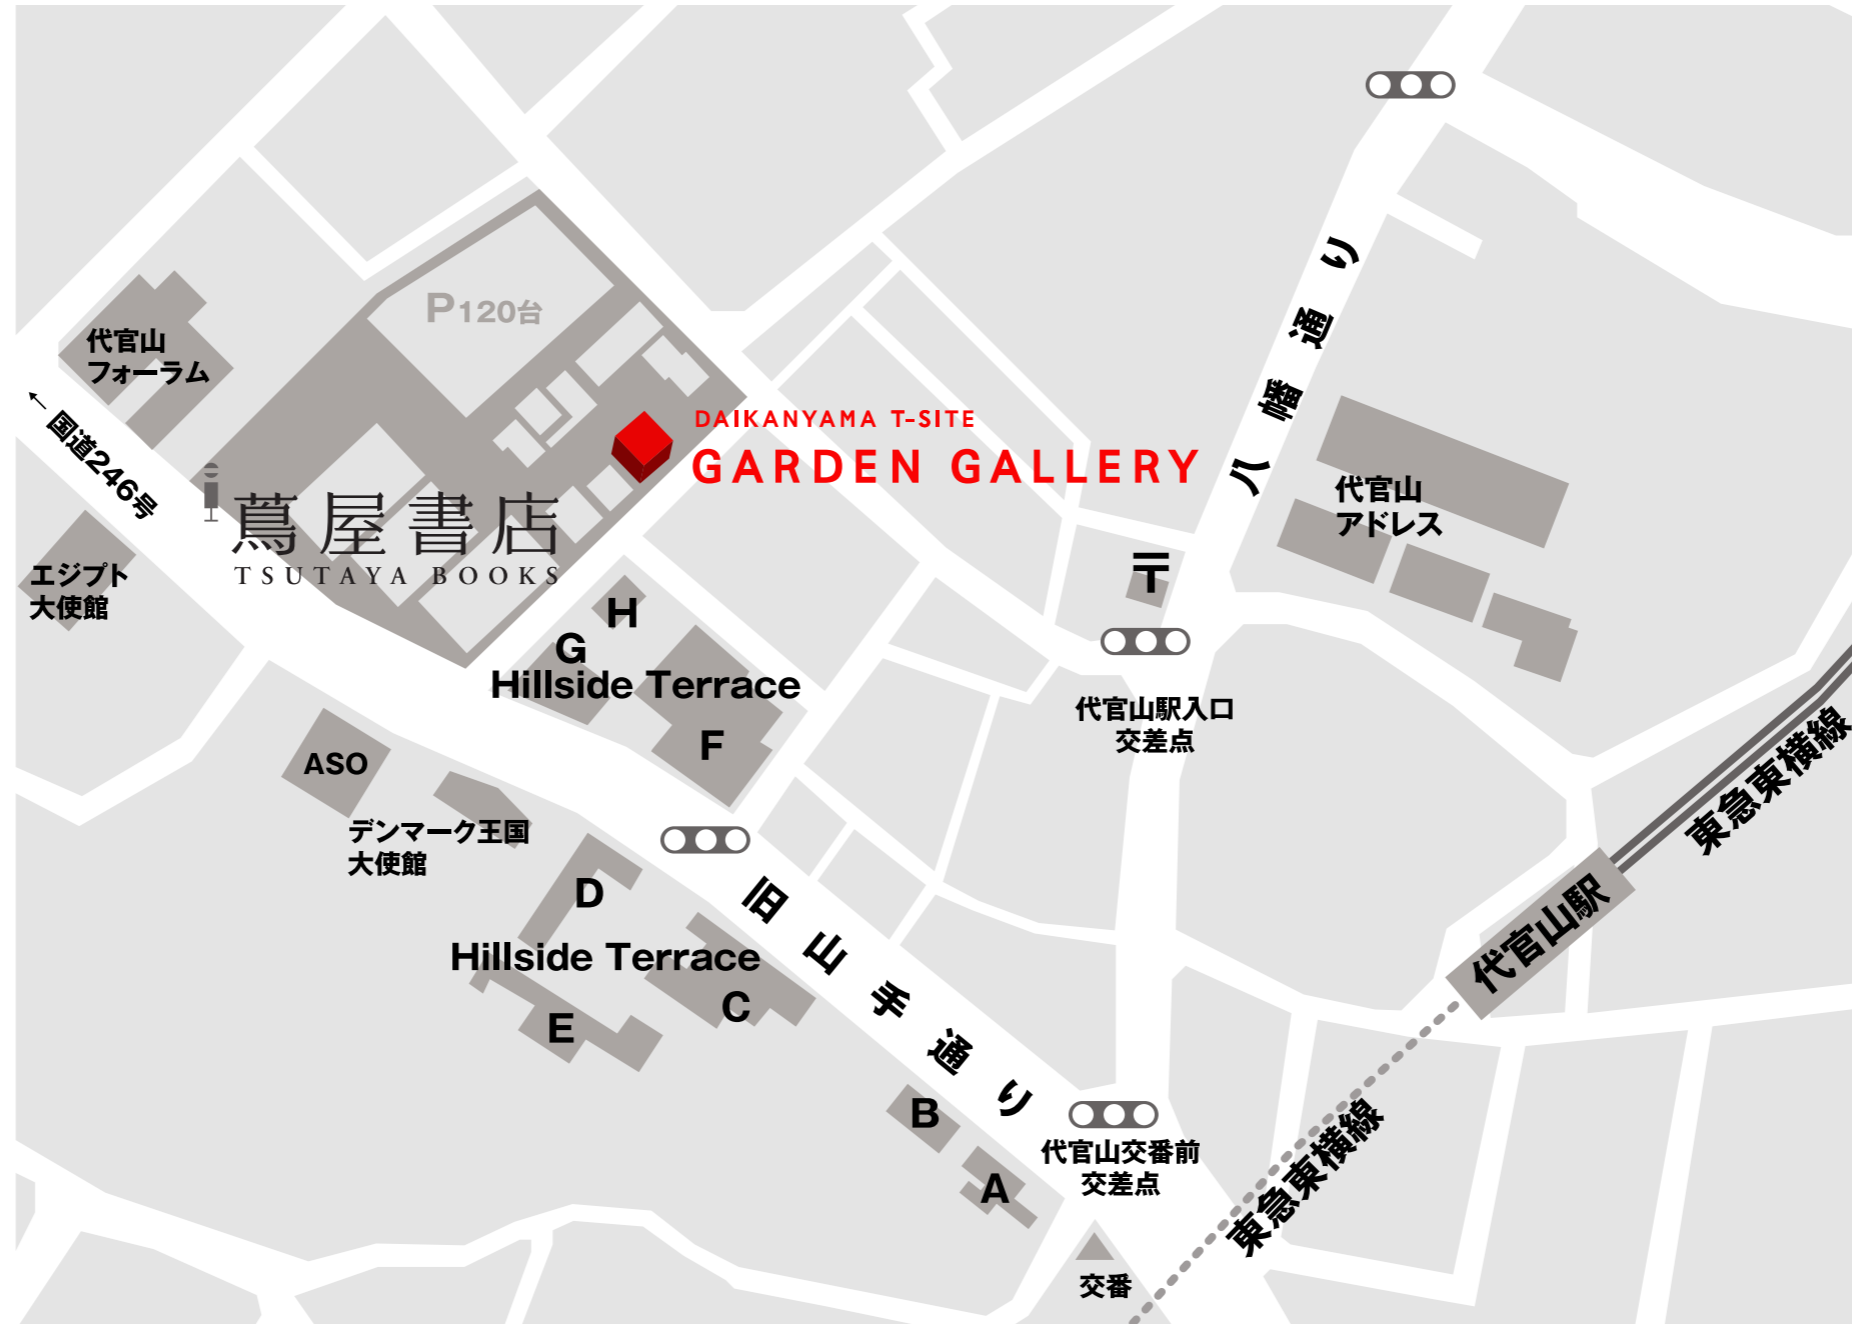 八幡通り
P120台
代官山
フォーラム
DAIKANYAMA T-SITE
GARDEN GALLERY
← 国道246号
代官山
アドレス
蔦屋書店
TSUTAYA BOOKS
エジプト
大使館
〒
H
G
Hillside Terrace
F
代官山駅入口
交差点
ASO
東急東横線
デンマーク王国
大使館
D
旧山手通り
代官山駅
Hillside Terrace
C
E
B
代官山交番前
交差点
A
東急東横線
交番